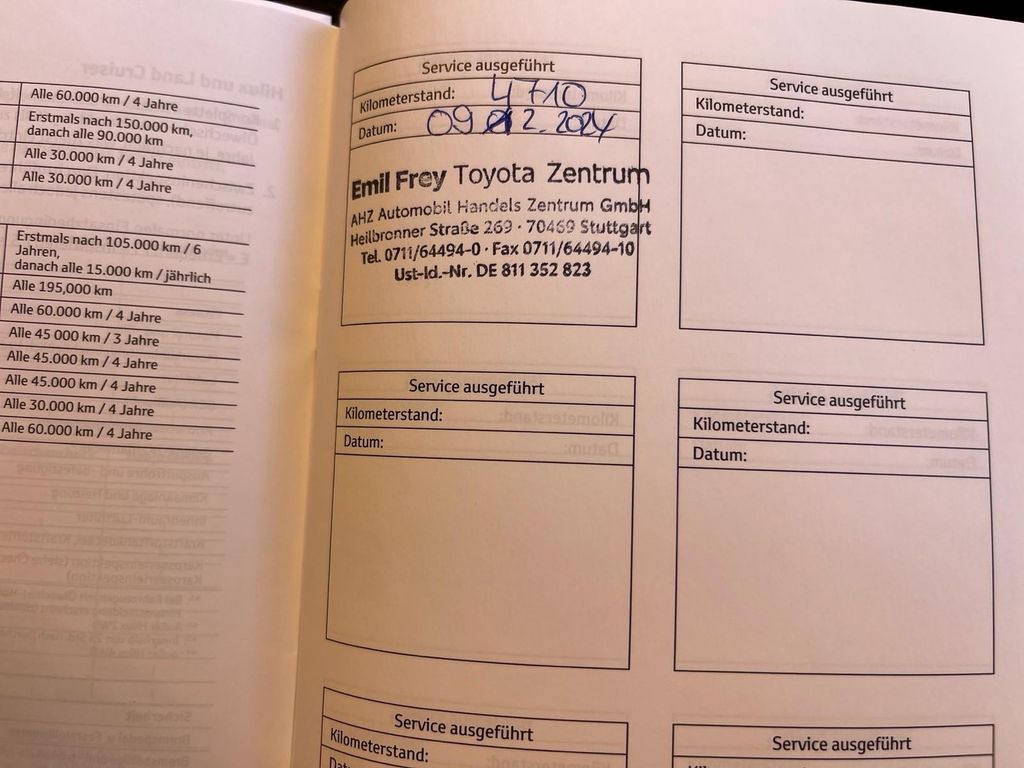 Alle 60.000 km / 4 Jahre
Erstmals nach 150.000 km,
danach alle 90.000 km
Alle 30.000 km / 4 Jahre
Alle 30.000 km / 4 Jahre
Erstmals nach 105.000 km / 6
Jahren,
danach alle 15.000 km / jährlich
Alle 195,000 km
Alle 60.000 km / 4 Jahre
Alle 45 000 km / 3 Jahre
Alle 45.000 km / 4 Jahre
Alle 45.000 km / 4 Jahre
Alle 30.000 km / 4 Jahre
Alle 60.000 km / 4 Jahre
Service ausgeführt
Kilometerstand: 4710
Datum: 09.12.2024
Emil Frey Toyota Zentrum
AHZ Automobil Handels Zentrum GmbH
Heilbronner Straße 269 · 70469 Stuttgart
Tel. 0711/64494-0 · Fax 0711/64494-10
Ust-Id.-Nr. DE 811 352 823
Service ausgeführt
Kilometerstand:
Datum:
Service ausgeführt
Kilometerstand:
Datum:
Service ausgeführt
Kilometerstand:
Datum:
Service ausgeführt
Kilometerstand:
Service ausgeführt